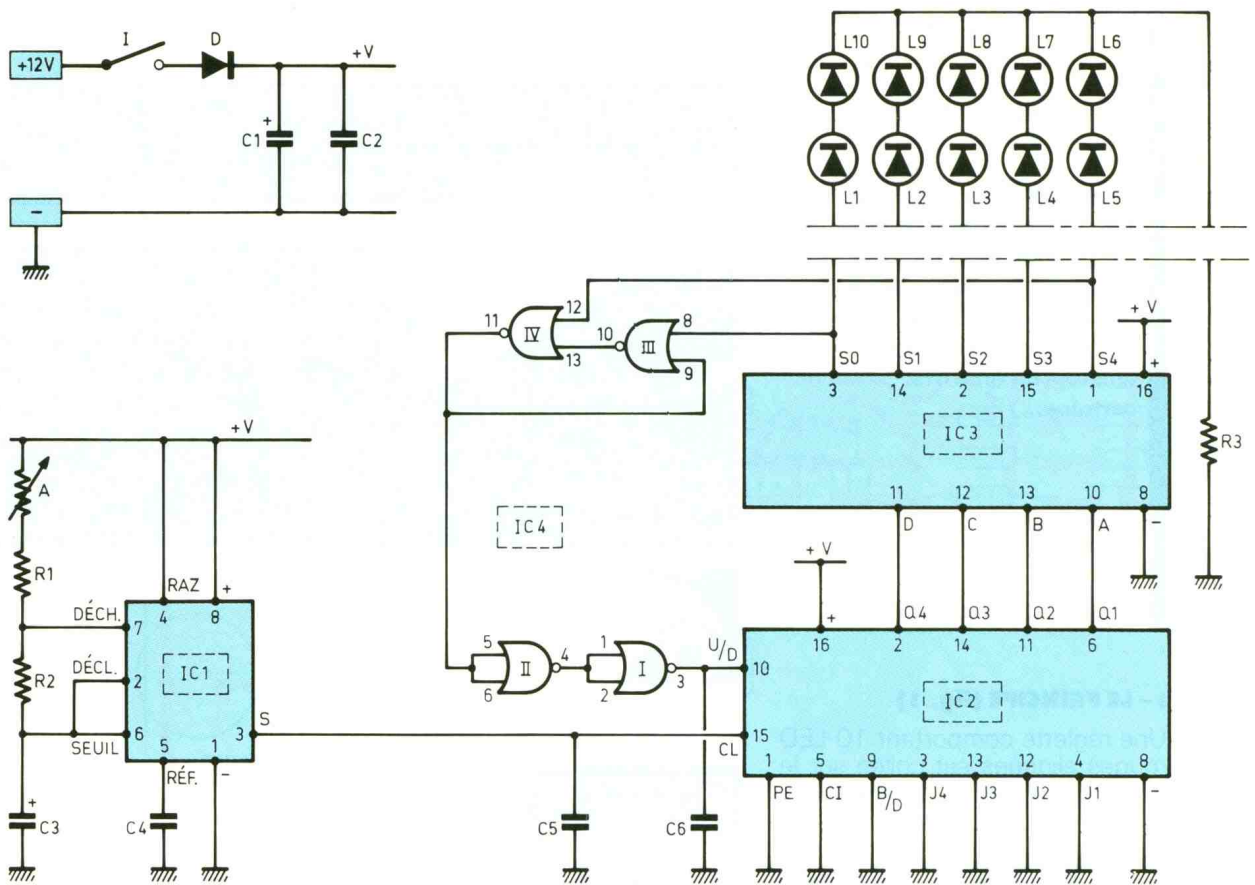 +12V
I
D
+V
C1
+
C2
−
L10
L9
L8
L7
L6
L1
L2
L3
L4
L5
11
IV
12
13
10
III
8
9
S0
S1
S2
S3
S4
+V
+
3
14
2
15
1
16
IC3
R3
11
12
13
10
8
D
C
B
A
−
+V
A
R1
RAZ
+
DÉCH.
4
8
7
R2
DÉCL.
2
IC1
6
S
3
SEUIL
5
1
RÉF.
−
+
C3
C4
IC4
+V
+
Q4
Q3
Q2
Q1
16
2
14
11
6
5
6
II
4
1
2
I
3
U/D
10
IC2
15
CL
1
5
9
3
13
12
4
8
PE
CI
B/D
J4
J3
J2
J1
−
C5
C6